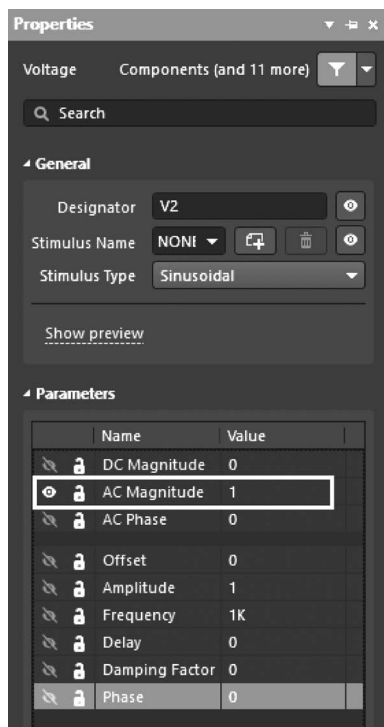 Properties
Voltage Components (and 11 more)
Search
General
Designator V2
Stimulus Name NONE
Stimulus Type Sinusoidal
Show preview
Parameters
Name Value
DC Magnitude 0
AC Magnitude 1
AC Phase 0
Offset 0
Amplitude 1
Frequency 1K
Delay 0
Damping Factor 0
Phase 0